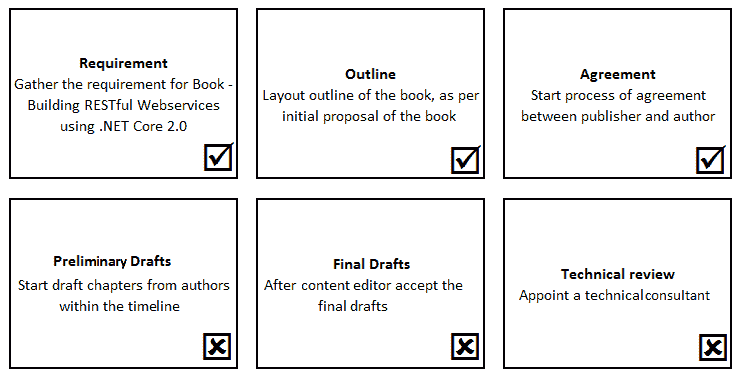 Requirement
Gather the requirement for Book -
Building RESTful Webservices
using .NET Core 2.0
Outline
Layout outline of the book, as per
initial proposal of the book
Agreement
Start process of agreement
between publisher and author
Preliminary Drafts
Start draft chapters from authors
within the timeline
Final Drafts
After content editor accept the
final drafts
Technical review
Appoint a technical consultant